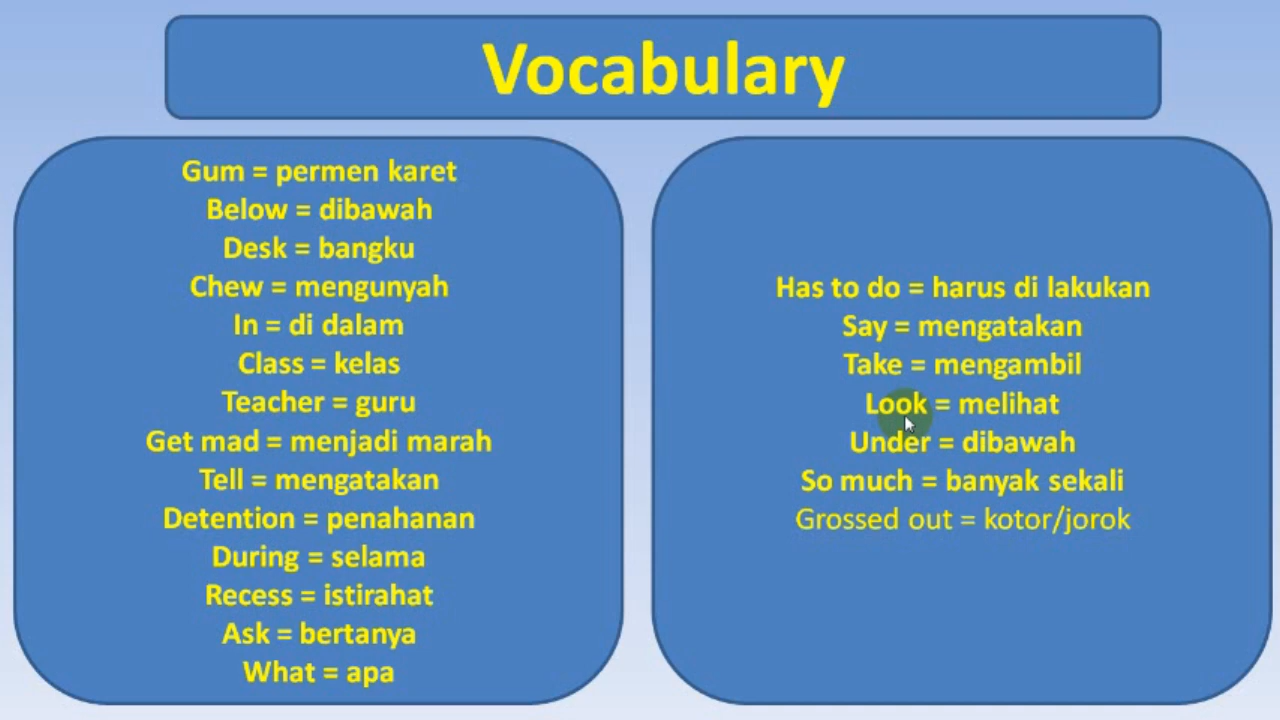 Vocabulary
Gum = permen karet
Below = dibawah
Desk = bangku
Chew = mengunyah
In = di dalam
Class = kelas
Teacher = guru
Get mad = menjadi marah
Tell = mengatakan
Detention = penahanan
During = selama
Recess = istirahat
Ask = bertanya
What = apa
Has to do = harus di lakukan
Say = mengatakan
Take = mengambil
Look = melihat
Under = dibawah
So much = banyak sekali
Grossed out = kotor/jorok